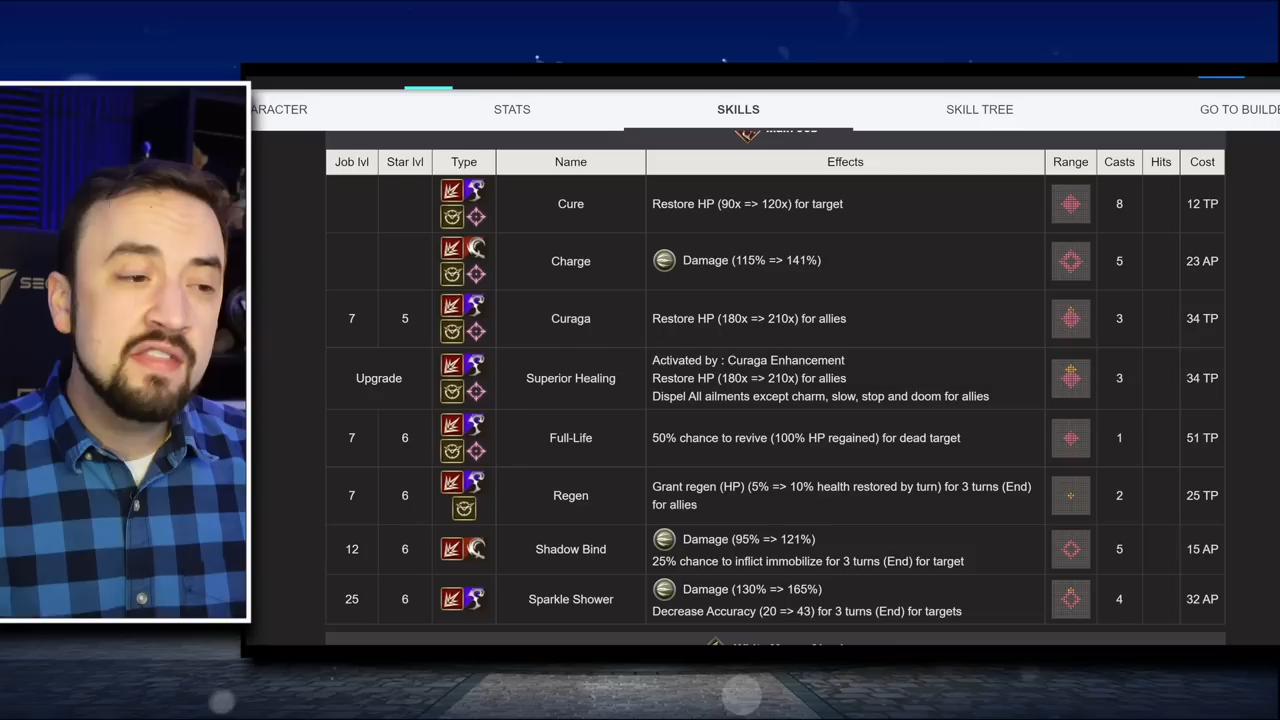 ARACTER STATS SKILLS SKILL TREE GO TO BUILDE
Job lvl Star lvl Type Name Effects Range Casts Hits Cost
Cure Restore HP (90x => 120x) for target 8 12 TP
Charge Damage (115% => 141%) 5 23 AP
7 5 Curaga Restore HP (180x => 210x) for allies 3 34 TP
Activated by : Curaga Enhancement
Upgrade Superior Healing Restore HP (180x => 210x) for allies 3 34 TP
Dispel All ailments except charm, slow, stop and doom for allies
7 6 Full-Life 50% chance to revive (100% HP regained) for dead target 1 51 TP
7 6 Regen Grant regen (HP) (5% => 10% health restored by turn) for 3 turns (End) 2 25 TP
for allies
12 6 Shadow Bind Damage (95% => 121%) 5 15 AP
25% chance to inflict immobilize for 3 turns (End) for target
25 6 Sparkle Shower Damage (130% => 165%) 4 32 AP
Decrease Accuracy (20 => 43) for 3 turns (End) for targets